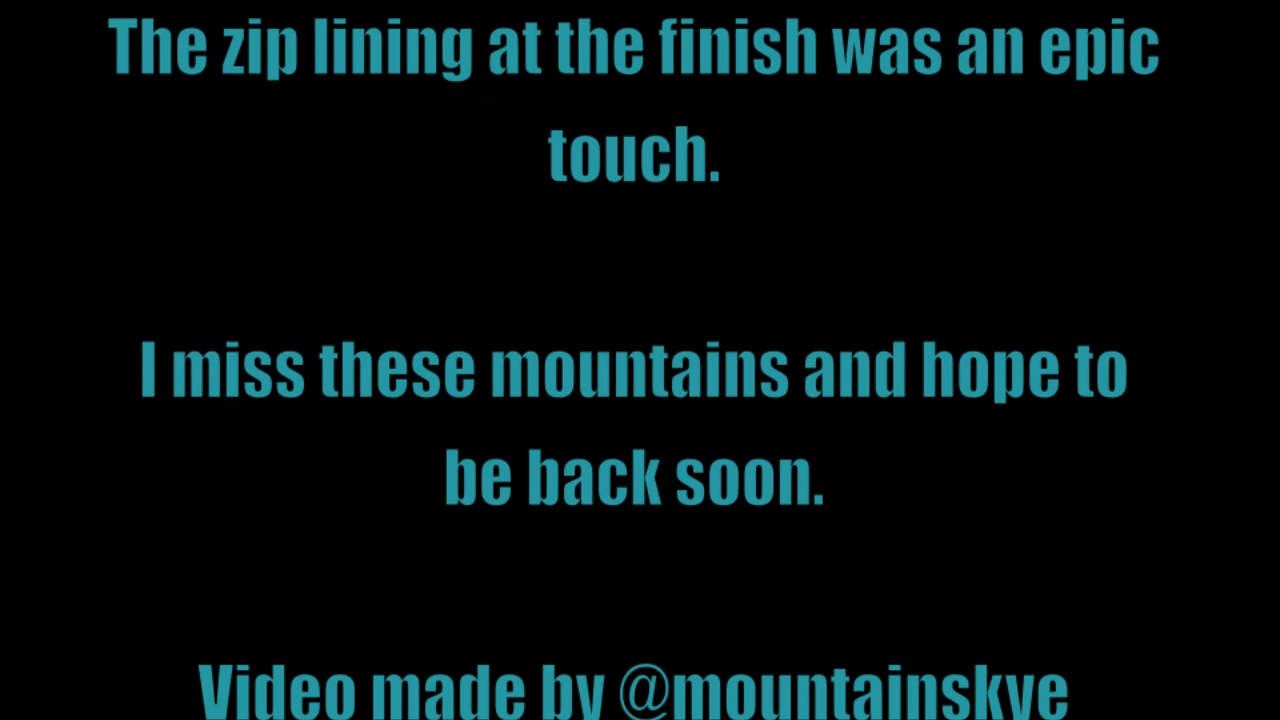 The zip lining at the finish was an epic
touch.
I miss these mountains and hope to
be back soon.
Video made by @mountainskye